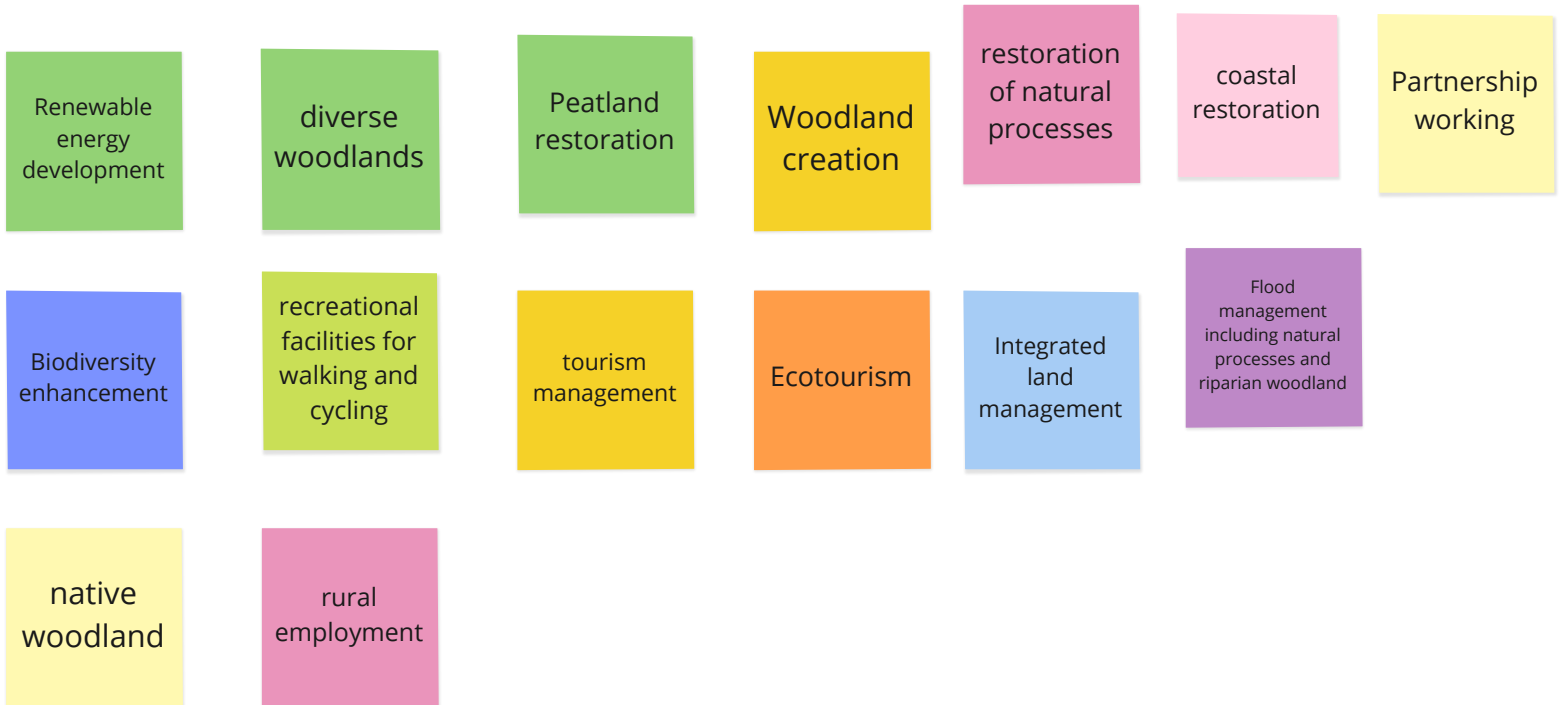 Renewable
energy
development
diverse
woodlands
Peatland
restoration
Woodland
creation
restoration
of natural
processes
coastal
restoration
Partnership
working
Biodiversity
enhancement
recreational
facilities for
walking and
cycling
tourism
management
Ecotourism
Integrated
land
management
Flood
management
including natural
processes and
riparian woodland
native
woodland
rural
employment